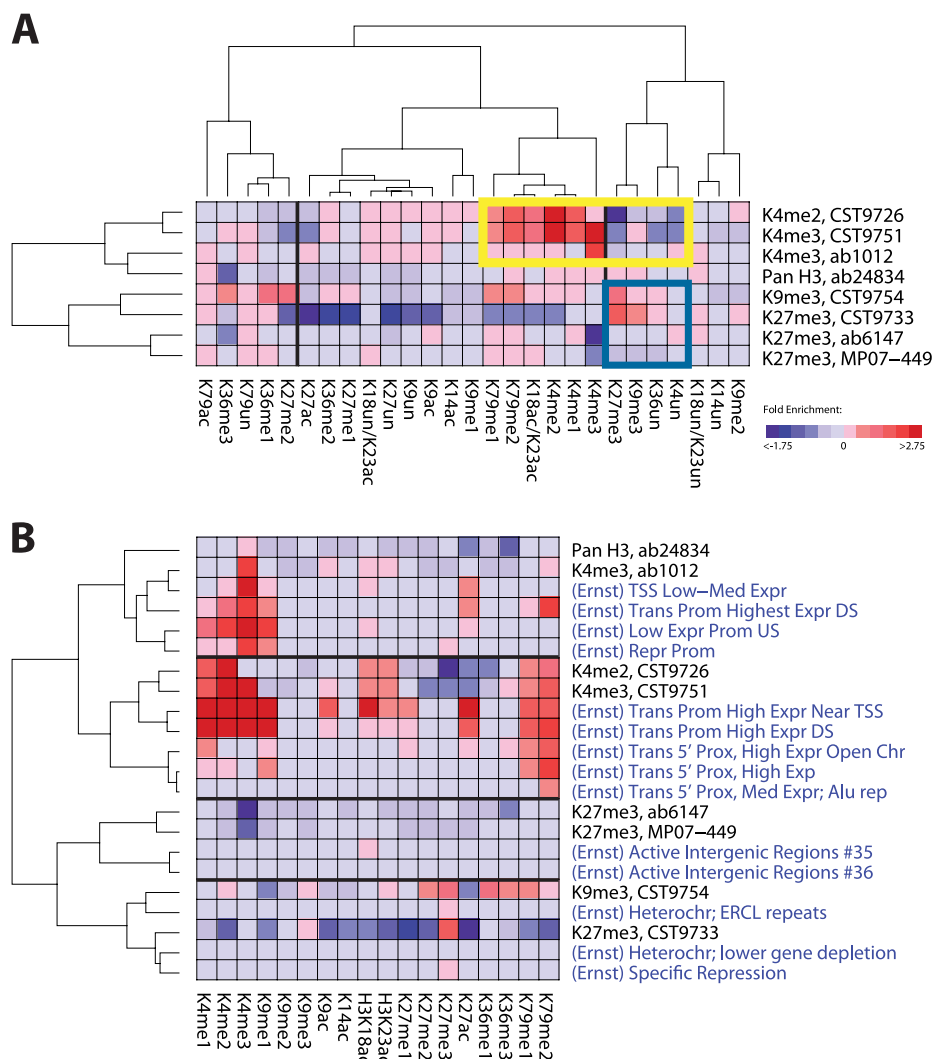 A
K4me2, CST9726
K4me3, CST9751
K4me3, ab1012
Pan H3, ab24834
K9me3, CST9754
K27me3, CST9733
K27me3, ab6147
K27me3, MP07−449
K79ac
K36me3
K79un
K36me1
K27me2
K27ac
K36me2
K27me1
K18un/K23ac
K27un
K9un
K9ac
K14ac
K9me1
K79me1
K79me2
K18ac/K23ac
K4me2
K4me1
K4me3
K27me3
K9me3
K36un
K4un
K18un/K23un
K14un
K9me2
Fold Enrichment:
<-1.75 0 >2.75
B
Pan H3, ab24834
K4me3, ab1012
(Ernst) TSS Low−Med Expr
(Ernst) Trans Prom Highest Expr DS
(Ernst) Low Expr Prom US
(Ernst) Repr Prom
K4me2, CST9726
K4me3, CST9751
(Ernst) Trans Prom High Expr Near TSS
(Ernst) Trans Prom High Expr DS
(Ernst) Trans 5' Prox, High Expr Open Chr
(Ernst) Trans 5' Prox, High Exp
(Ernst) Trans 5' Prox, Med Expr; Alu rep
K27me3, ab6147
K27me3, MP07−449
(Ernst) Active Intergenic Regions #35
(Ernst) Active Intergenic Regions #36
K9me3, CST9754
(Ernst) Heterochr; ERCL repeats
K27me3, CST9733
(Ernst) Heterochr; lower gene depletion
(Ernst) Specific Repression
K4me1
K4me2
K4me3
K9me1
K9me2
K9me3
K9ac
K14ac
H3K18ac
H3K23ac
K27me1
K27me2
K27me3
K27ac
K36me1
K36me3
K79me1
K79me2